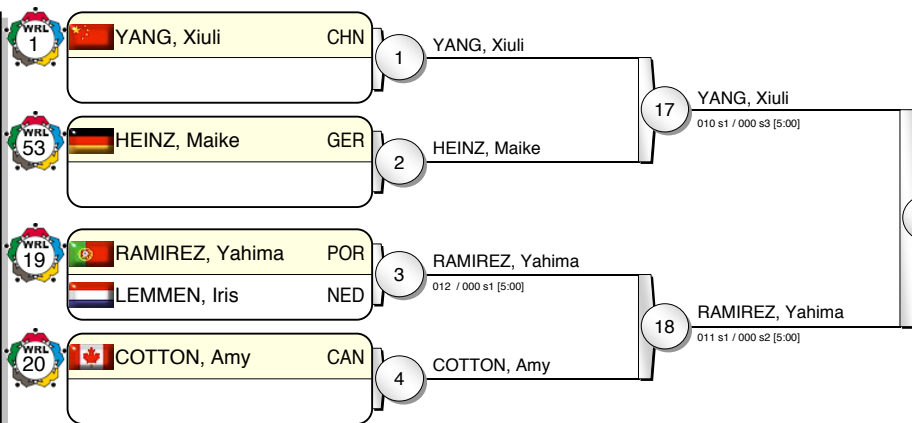 WRL
1
YANG, Xiuli CHN
1
YANG, Xiuli
WRL
53
HEINZ, Maike GER
2
HEINZ, Maike
17
YANG, Xiuli
010 s1 / 000 s3 [5:00]
WRL
19
RAMIREZ, Yahima POR
LEMMEN, Iris NED
3
RAMIREZ, Yahima
012 / 000 s1 [5:00]
WRL
20
COTTON, Amy CAN
4
COTTON, Amy
18
RAMIREZ, Yahima
011 s1 / 000 s2 [5:00]